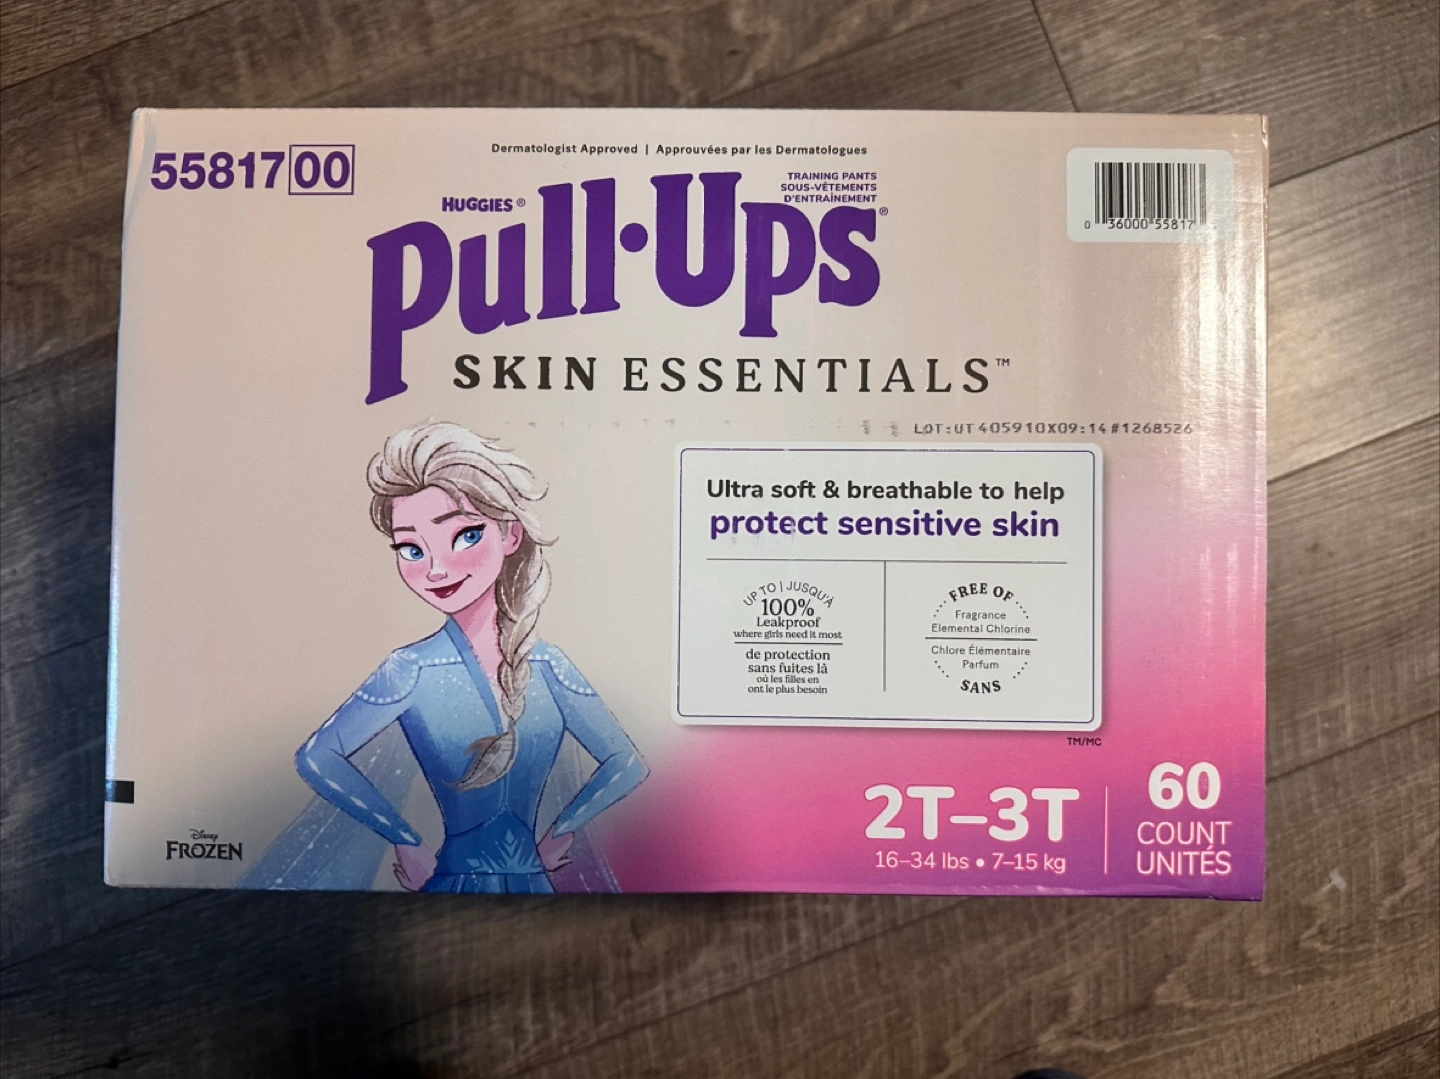 5581700
Dermatologist Approved | Approuvées par les Dermatologues
HUGGIES®
TRAINING PANTS
SOUS-VÊTEMENTS
D'ENTRAÎNEMENT
Pull·Ups®
SKIN ESSENTIALS™
0 36000 55817
LOT:UT405910X09:14#1268526
Ultra soft & breathable to help
protect sensitive skin
UP TO | JUSQU'À
100%
Leakproof
where girls need it most
de protection
sans fuites là
où les filles en
ont le plus besoin
FREE OF
Fragrance
Elemental Chlorine
Chlore Élémentaire
Parfum
SANS
TM/MC
Disney
FROZEN
2T–3T
16–34 lbs • 7–15 kg
60
COUNT
UNITÉS